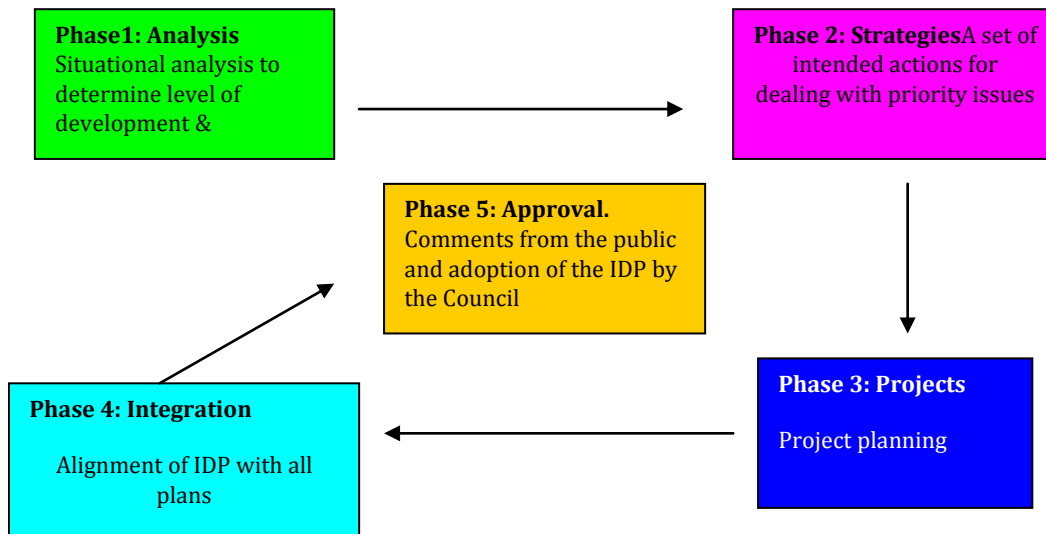 Phase1: Analysis
Situational analysis to
determine level of
development &
Phase 2: StrategiesA set of
intended actions for
dealing with priority issues
Phase 3: Projects
Project planning
Phase 4: Integration
Alignment of IDP with all
plans
Phase 5: Approval.
Comments from the public
and adoption of the IDP by
the Council